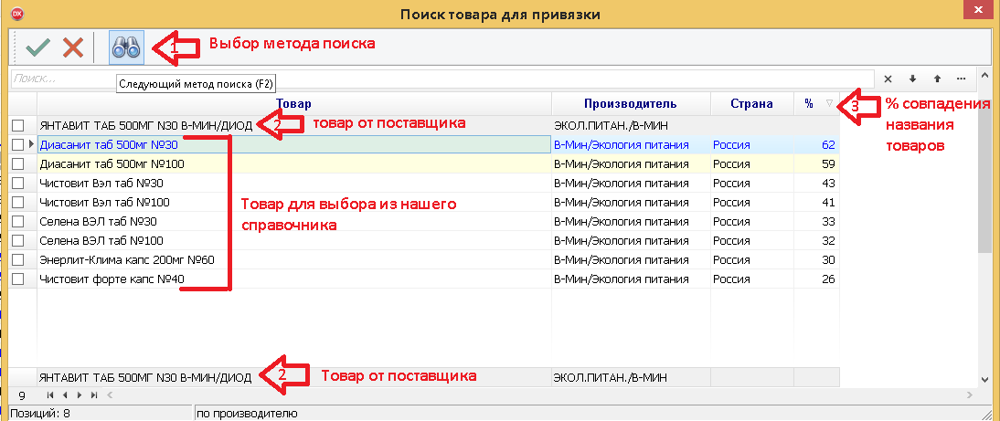 DX Поиск товара для привязки x
1 Выбор метода поиска
Поиск...
Следующий метод поиска (F2)
Товар Производитель Страна %
3 % совпадения
названия
товаров
ЯНТАВИТ ТАБ 500МГ N30 В-МИН/ДИОД ЭКОЛ.ПИТАН./В-МИН
2 товар от поставщика
Диасанит таб 500мг №30 В-Мин/Экология питания Россия 62
Диасанит таб 500мг №100 В-Мин/Экология питания Россия 59
Чистовит Вэл таб №30 В-Мин/Экология питания Россия 43
Чистовит Вэл таб №100 В-Мин/Экология питания Россия 41
Селена ВЭЛ таб №30 В-Мин/Экология питания Россия 33
Селена ВЭЛ таб №100 В-Мин/Экология питания Россия 32
Энерлит-Клима капс 200мг №60 В-Мин/Экология питания Россия 30
Чистовит форте капс №40 В-Мин/Экология питания Россия 26
Товар для выбора из нашего
справочника
ЯНТАВИТ ТАБ 500МГ N30 В-МИН/ДИОД ЭКОЛ.ПИТАН./В-МИН
2 Товар от поставщика
9
Позиций: 8 по производителю